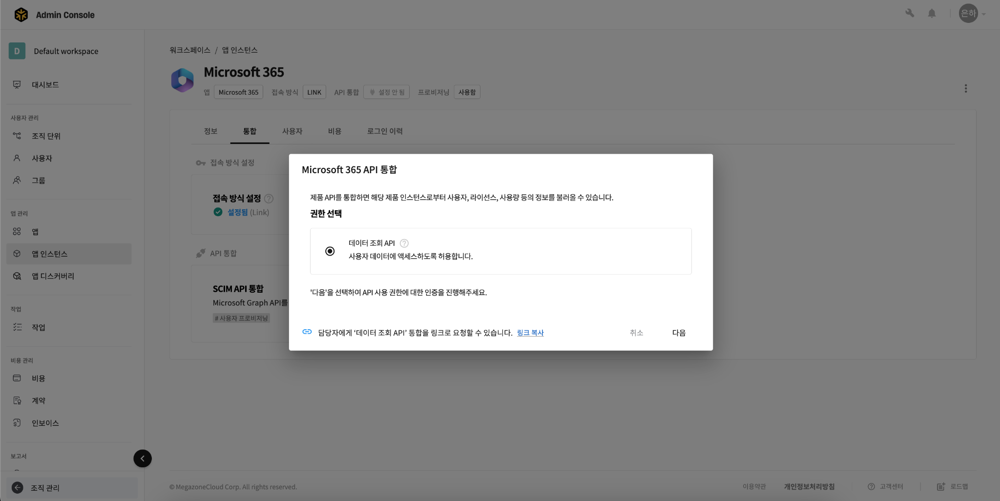 Admin Console
은하
D Default workspace
대시보드
사용자 관리
조직 단위
사용자
그룹
앱 관리
앱
앱 인스턴스
앱 디스커버리
작업
작업
비용 관리
비용
계약
인보이스
보고서
조직 관리
워크스페이스 / 앱 인스턴스
Microsoft 365
앱 Microsoft 365 접속 방식 LINK API 통합 설정 안 됨 프로비저닝 사용함
정보 통합 사용자 비용 로그인 이력
접속 방식 설정
접속 방식 설정
설정됨 (Link)
API 통합
SCIM API 통합
Microsoft Graph API를
# 사용자 프로비저닝
Microsoft 365 API 통합
제품 API를 통합하면 해당 제품 인스턴스로부터 사용자, 라이선스, 사용량 등의 정보를 불러올 수 있습니다.
권한 선택
데이터 조회 API
사용자 데이터에 액세스하도록 허용합니다.
'다음'을 선택하여 API 사용 권한에 대한 인증을 진행해주세요.
담당자에게 ‘데이터 조회 API’ 통합을 링크로 요청할 수 있습니다. 링크 복사
취소 다음
© MegazoneCloud Corp. All rights reserved.
이용약관 개인정보처리방침 고객센터 로드맵